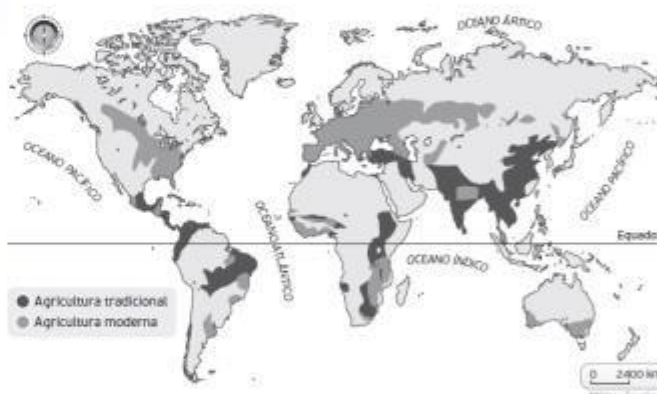 OCEANO ÁRTICO
OCEANO PACÍFICO
OCEANO ATLÂNTICO
OCEANO PACÍFICO
Equador
OCEANO ÍNDICO
Agricultura tradicional
Agricultura moderna
0 2400 km